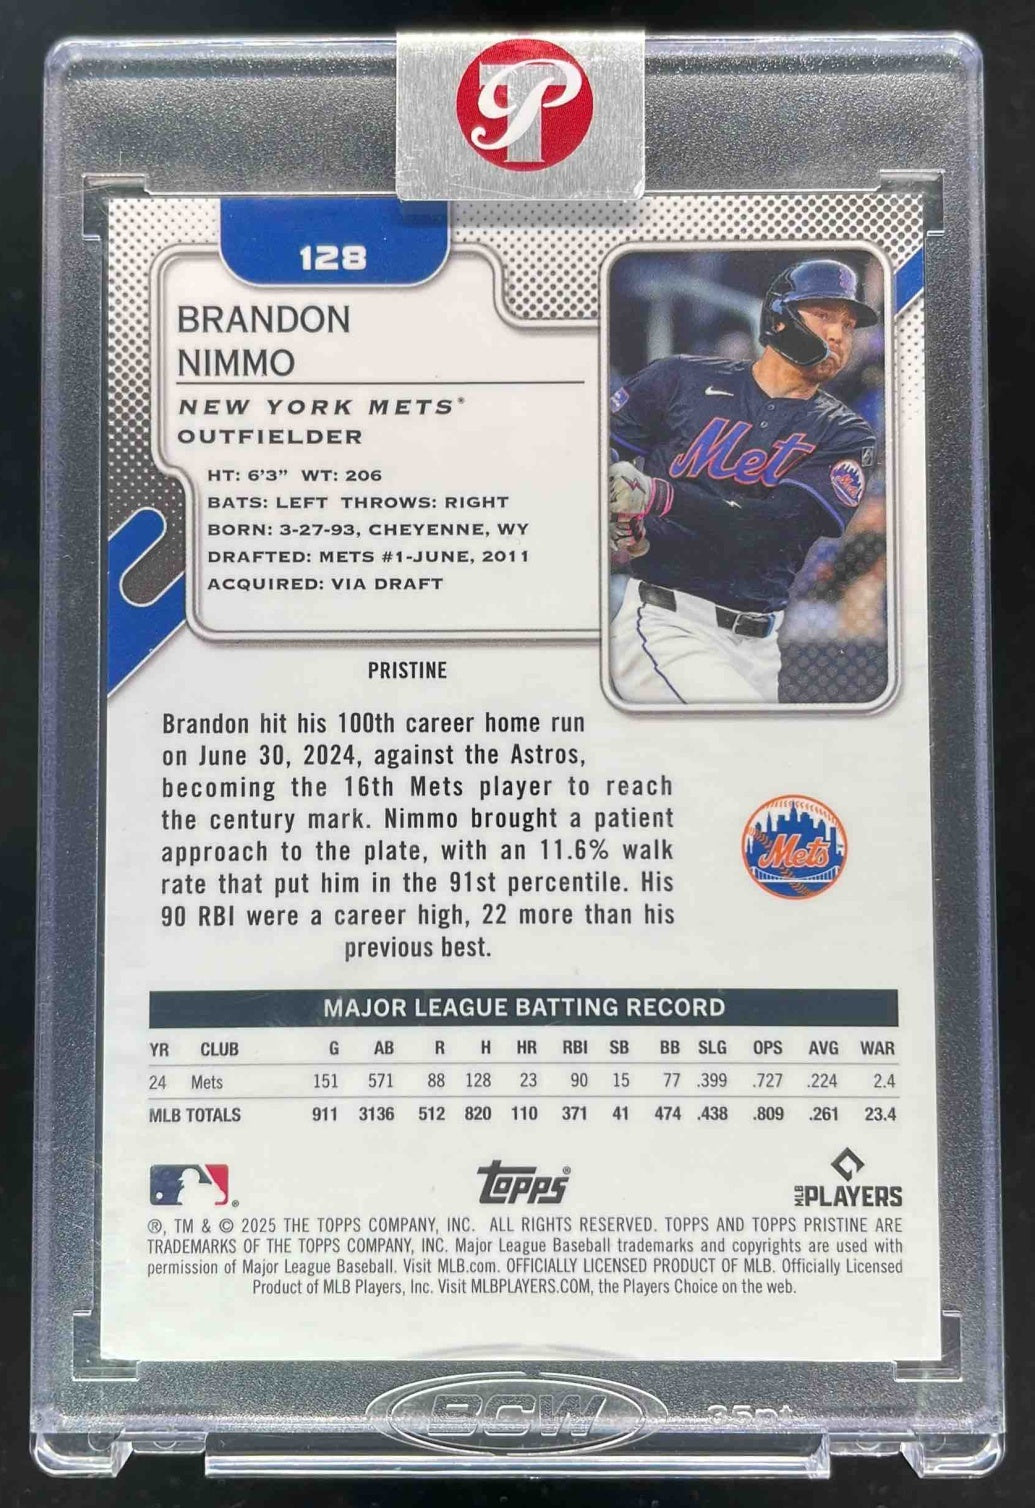 P
T
128
BRANDON
NIMMO
NEW YORK METS®
OUTFIELDER
HT: 6'3" WT: 206
BATS: LEFT THROWS: RIGHT
BORN: 3-27-93, CHEYENNE, WY
DRAFTED: METS #1-JUNE, 2011
ACQUIRED: VIA DRAFT
Met
Mets
PRISTINE
Brandon hit his 100th career home run
on June 30, 2024, against the Astros,
becoming the 16th Mets player to reach
the century mark. Nimmo brought a patient
approach to the plate, with an 11.6% walk
rate that put him in the 91st percentile. His
90 RBI were a career high, 22 more than his
previous best.
Mets
MAJOR LEAGUE BATTING RECORD
YR CLUB G AB R H HR RBI SB BB SLG OPS AVG WAR
24 Mets 151 571 88 128 23 90 15 77 .399 .727 .224 2.4
MLB TOTALS 911 3136 512 820 110 371 41 474 .438 .809 .261 23.4
® topps® MLB PLAYERS
®, TM & © 2025 THE TOPPS COMPANY, INC. ALL RIGHTS RESERVED. TOPPS AND TOPPS PRISTINE ARE
TRADEMARKS OF THE TOPPS COMPANY, INC. Major League Baseball trademarks and copyrights are used with
permission of Major League Baseball. Visit MLB.com. OFFICIALLY LICENSED PRODUCT OF MLB. Officially Licensed
Product of MLB Players, Inc. Visit MLBPLAYERS.COM, the Players Choice on the web.
BCW 35pt